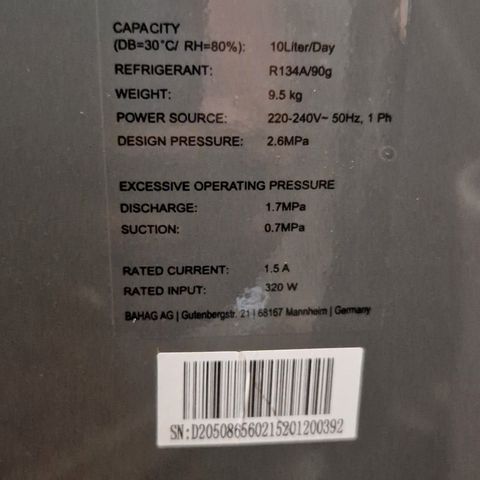 CAPACITY
(DB=30°C/ RH=80%): 10Liter/Day
REFRIGERANT: R134A/90g
WEIGHT: 9.5 kg
POWER SOURCE: 220-240V~ 50Hz, 1 Ph
DESIGN PRESSURE: 2.6MPa
EXCESSIVE OPERATING PRESSURE
DISCHARGE: 1.7MPa
SUCTION: 0.7MPa
RATED CURRENT: 1.5 A
RATED INPUT: 320 W
BAHAG AG | Gutenbergstr. 21 | 68167 Mannheim | Germany
SN:D205086560215201200392